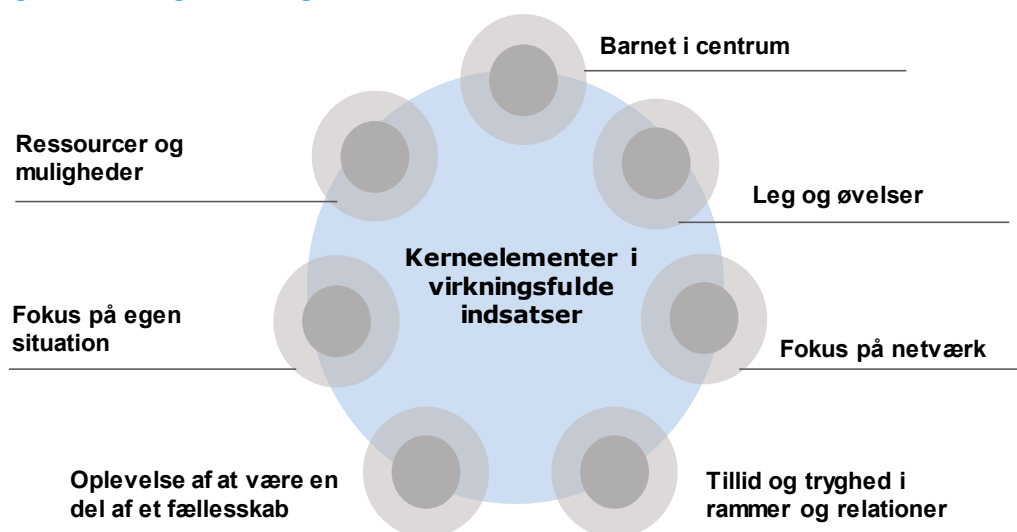 Barnet i centrum
Ressourcer og
muligheder
Leg og øvelser
Kerneelementer i
virkningsfulde
indsatser
Fokus på egen
situation
Fokus på netværk
Oplevelse af at være en
del af et fællesskab
Tillid og tryghed i
rammer og relationer